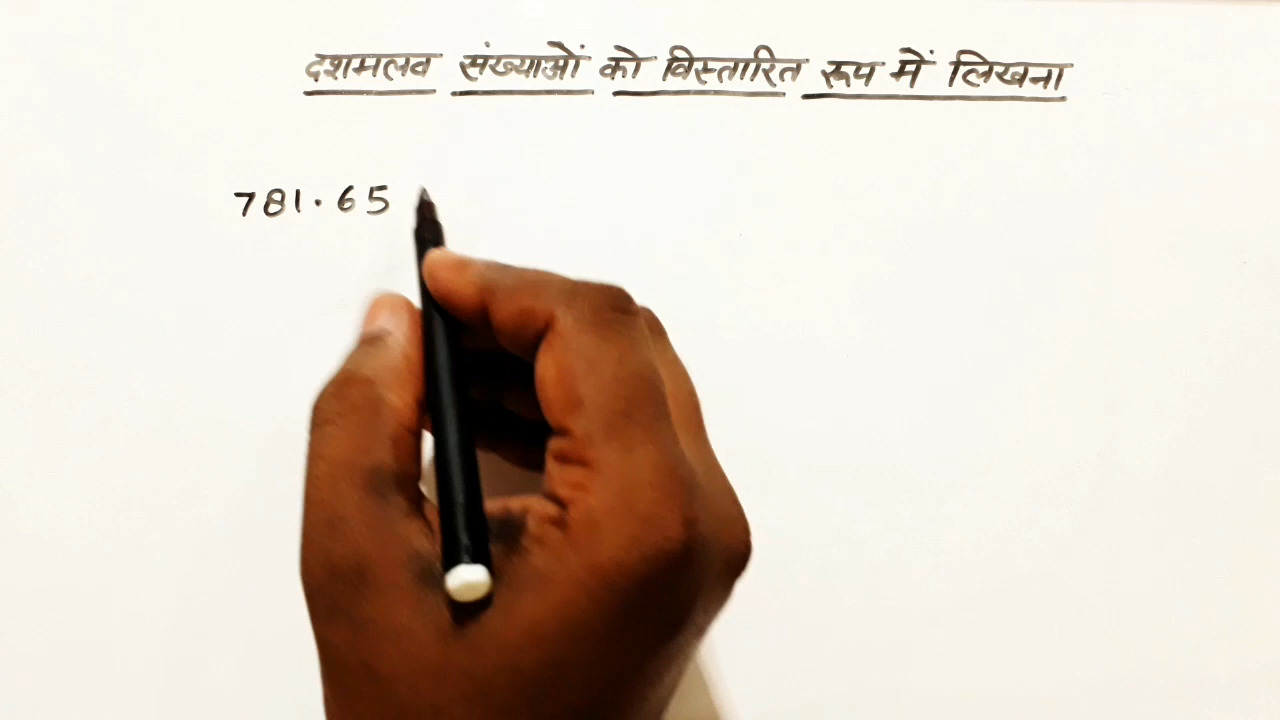 दशमलव संख्याओं को विस्तारित रूप में लिखना
781.65